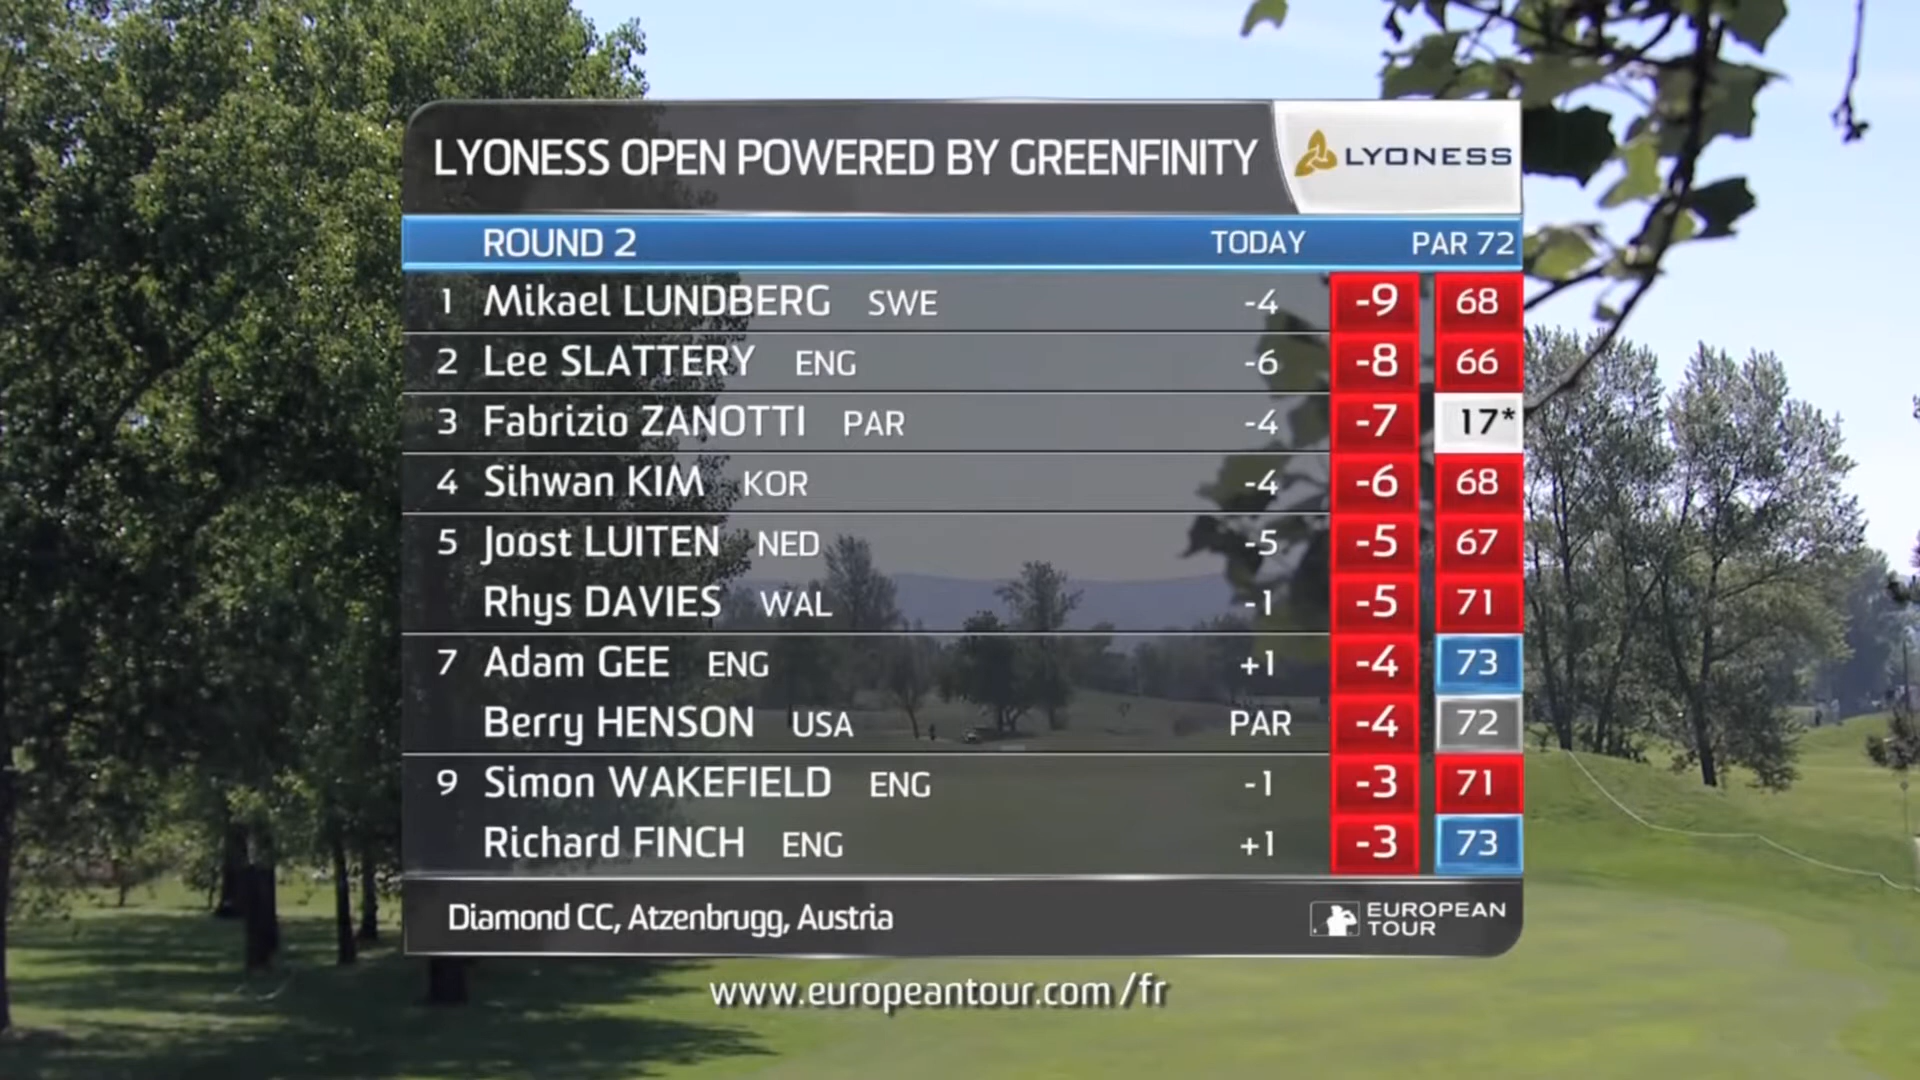 LYONESS OPEN POWERED BY GREENFINITY LYONESS
ROUND 2 TODAY PAR 72
1 Mikael LUNDBERG SWE -4 -9 68
2 Lee SLATTERY ENG -6 -8 66
3 Fabrizio ZANOTTI PAR -4 -7 17*
4 Sihwan KIM KOR -4 -6 68
5 Joost LUITEN NED -5 -5 67
Rhys DAVIES WAL -1 -5 71
7 Adam GEE ENG +1 -4 73
Berry HENSON USA PAR -4 72
9 Simon WAKEFIELD ENG -1 -3 71
Richard FINCH ENG +1 -3 73
Diamond CC, Atzenbrugg, Austria EUROPEAN TOUR
www.europeantour.com /fr